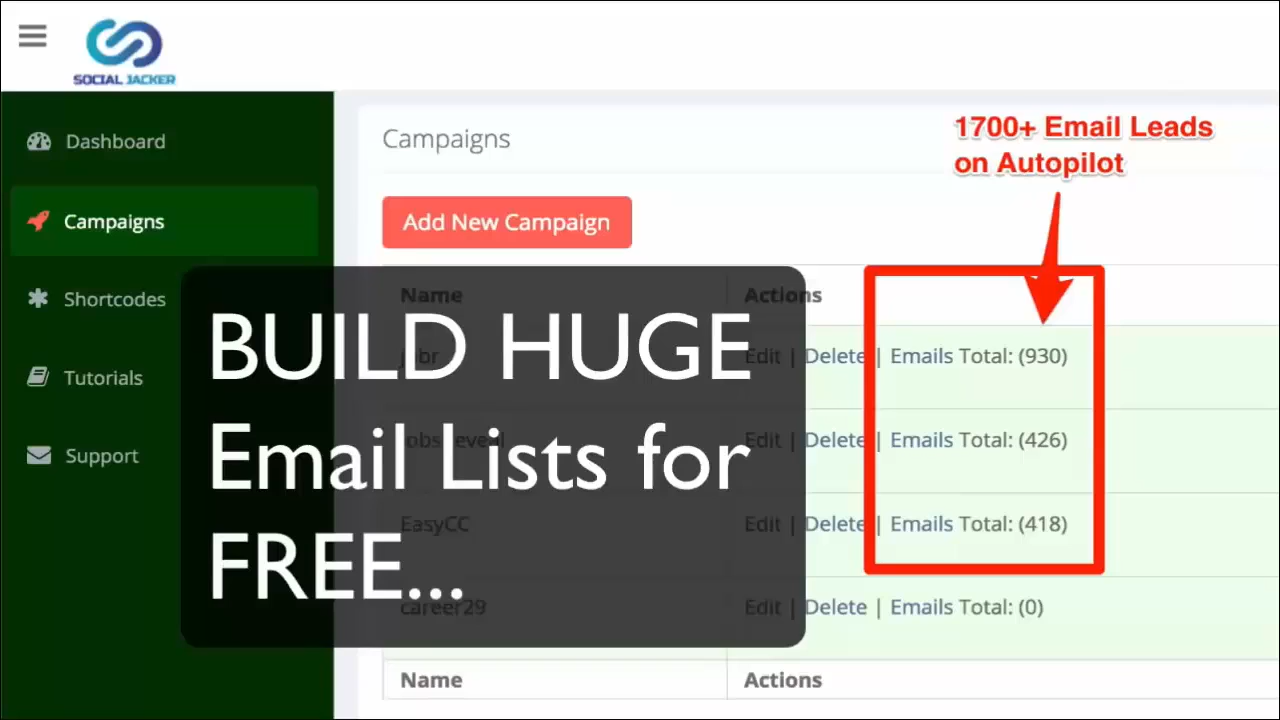 SOCIAL JACKER
Dashboard
Campaigns
Shortcodes
Tutorials
Support
Campaigns
1700+ Email Leads
on Autopilot
Add New Campaign
Name Actions
Edit | Delete | Emails Total: (930)
Edit | Delete | Emails Total: (426)
EasyCC Edit | Delete | Emails Total: (418)
career29 Edit | Delete | Emails Total: (0)
Name Actions
BUILD HUGE
Email Lists for
FREE...